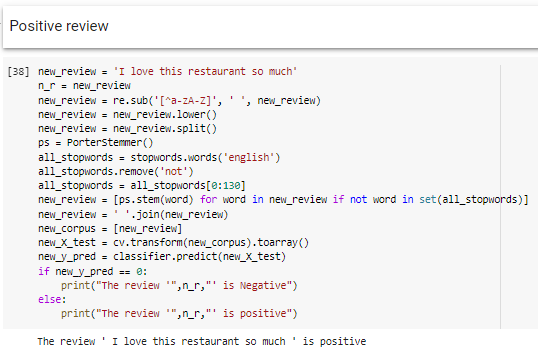 Positive review
[38] new_review = 'I love this restaurant so much'
n_r = new_review
new_review = re.sub('[^a-zA-Z]', ' ', new_review)
new_review = new_review.lower()
new_review = new_review.split()
ps = PorterStemmer()
all_stopwords = stopwords.words('english')
all_stopwords.remove('not')
all_stopwords = all_stopwords[0:130]
new_review = [ps.stem(word) for word in new_review if not word in set(all_stopwords)]
new_review = ' '.join(new_review)
new_corpus = [new_review]
new_X_test = cv.transform(new_corpus).toarray()
new_y_pred = classifier.predict(new_X_test)
if new_y_pred == 0:
    print("The review '",n_r,"' is Negative")
else:
    print("The review '",n_r,"' is positive")
The review ' I love this restaurant so much ' is positive